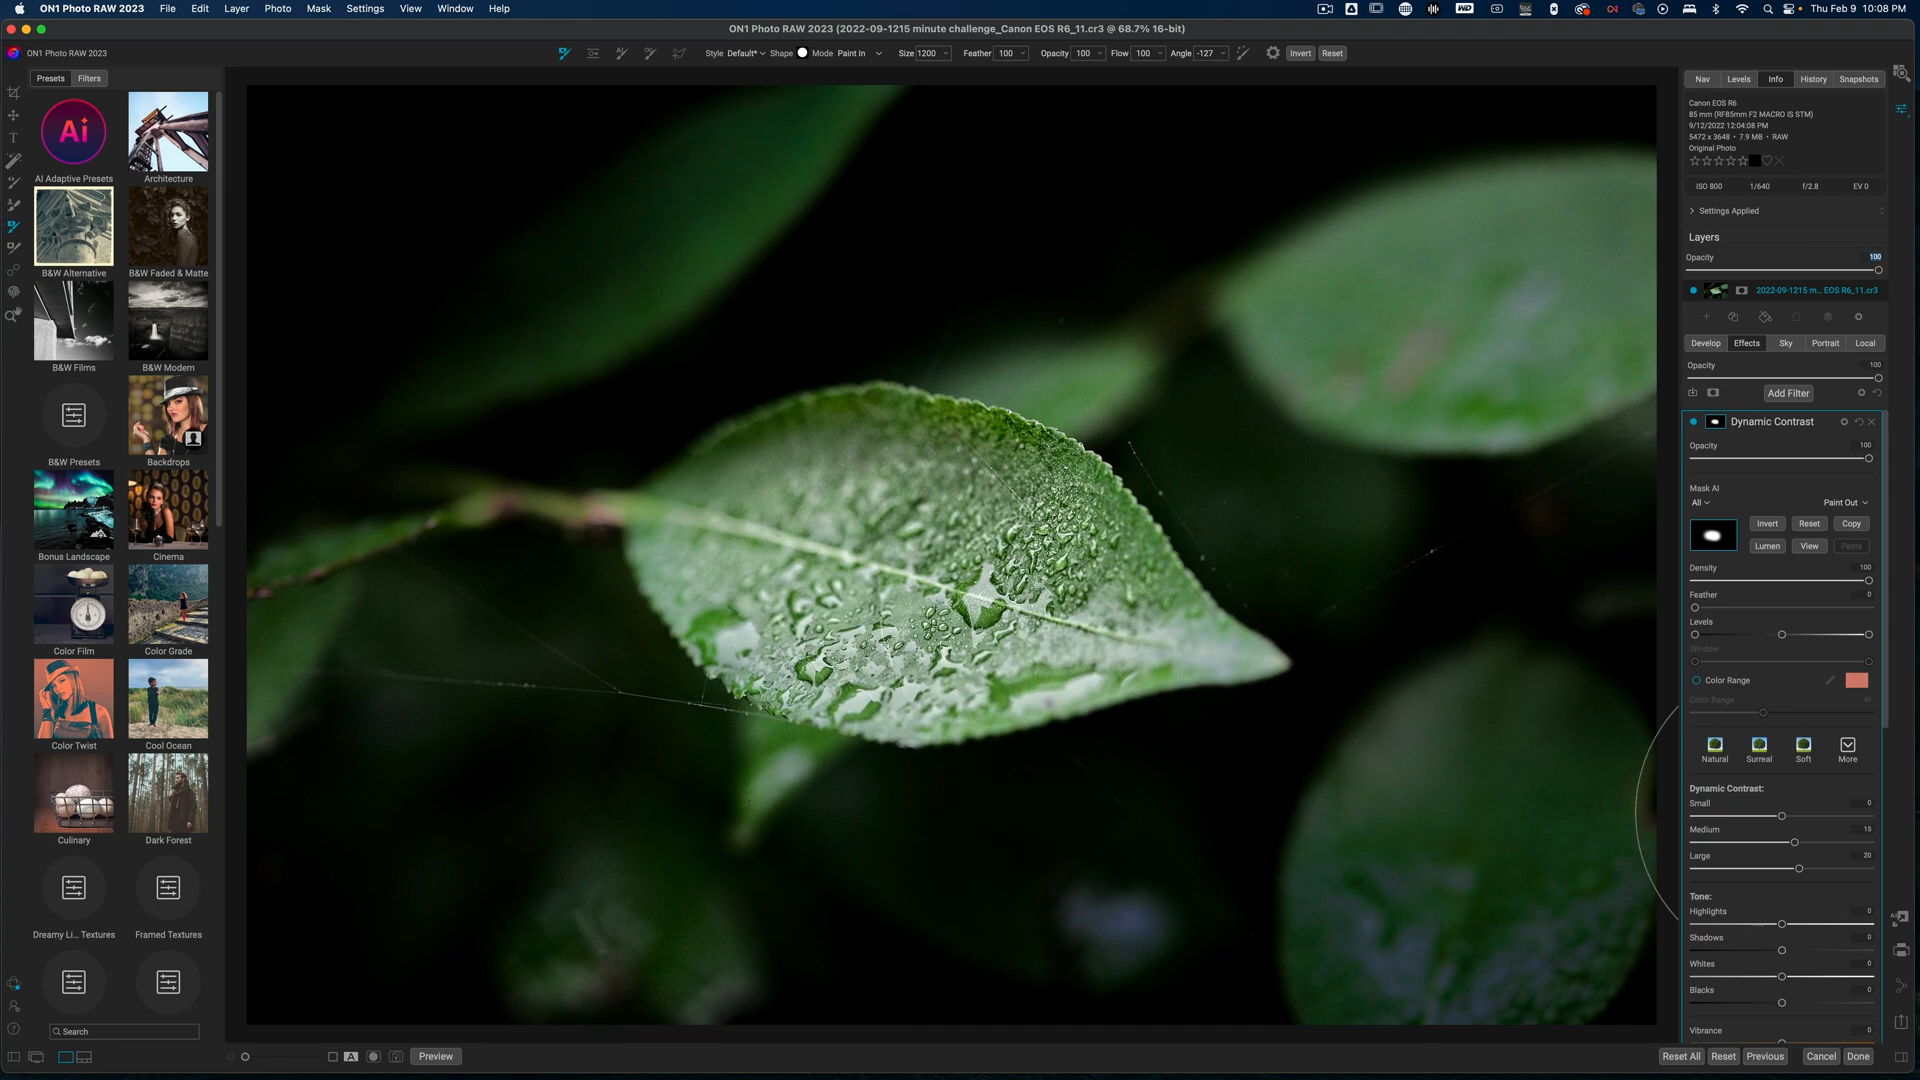 ON1 Photo RAW 2023 File Edit Layer Photo Mask Settings View Window Help
Thu Feb 9 10:08 PM
ON1 Photo RAW 2023 (2022-09-1215 minute challenge_Canon EOS R6_11.cr3 @ 68.7% 16-bit)
ON1 Photo RAW 2023
Style Default* Shape Mode Paint In Size 1200 Feather 100 Opacity 100 Flow 100 Angle -127 Invert Reset
Presets Filters
Ai
AI Adaptive Presets Architecture
B&W Alternative B&W Faded & Matte
B&W Films B&W Modern
B&W Presets Backdrops
Bonus Landscape Cinema
Color Film Color Grade
Color Twist Cool Ocean
Culinary Dark Forest
Dreamy Li... Textures Framed Textures
Search
A
Preview
Nav Levels Info History Snapshots
Canon EOS R6
85 mm (RF85mm F2 MACRO IS STM)
9/12/2022 12:04:08 PM
5472 x 3648 • 7.9 MB • RAW
Original Photo
ISO 800 1/640 f/2.8 EV 0
Settings Applied
Layers
Opacity 100
2022-09-1215 m... EOS R6_11.cr3
Develop Effects Sky Portrait Local
Opacity 100
Add Filter
Dynamic Contrast
Opacity 100
Mask AI
All Paint Out
Invert Reset Copy
Lumen View Paste
Density 100
Feather 0
Levels
Window
Color Range
Color Range 40
Natural Surreal Soft More
Dynamic Contrast:
Small 0
Medium 15
Large 20
Tone:
Highlights 0
Shadows 0
Whites 0
Blacks 0
Vibrance 0
Reset All Reset Previous Cancel Done